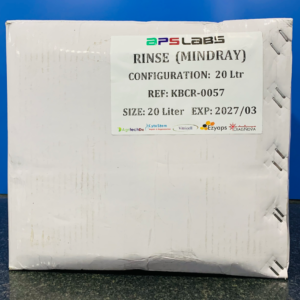 APS LABS
RINSE (MINDRAY)
CONFIGURATION: 20 Ltr
REF: KBCR-0057
SIZE: 20 Liter EXP: 2027/03